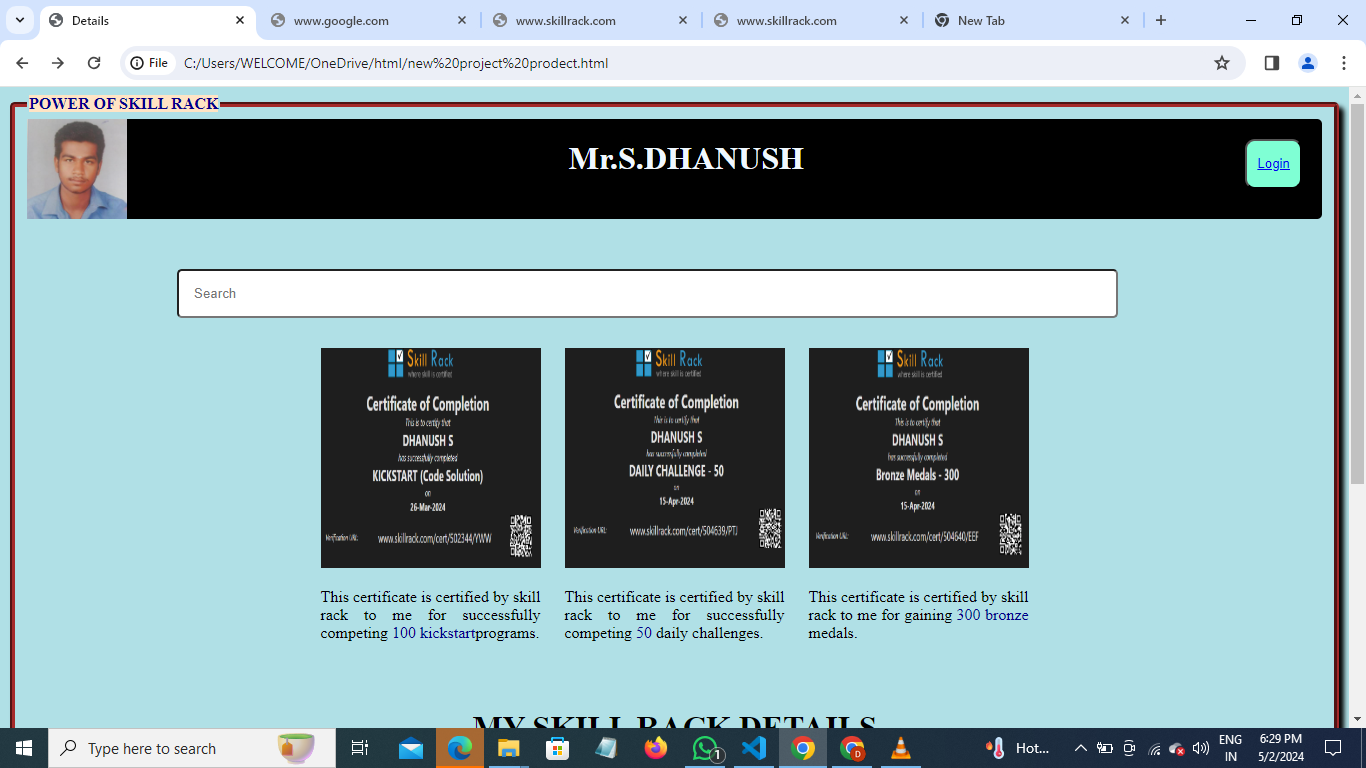 Details
www.google.com
www.skillrack.com
www.skillrack.com
New Tab
File
C:/Users/WELCOME/OneDrive/html/new%20project%20prodect.html
POWER OF SKILL RACK
Mr.S.DHANUSH
Login
Search
Skill Rack
where skill is certified
Certificate of Completion
This is to certify that
DHANUSH S
has successfully completed
KICKSTART (Code Solution)
on
26-Mar-2024
Verification URL:
www.skillrack.com/cert/502344/YWW
This certificate is certified by skill
rack to me for successfully
competing 100 kickstartprograms.
Skill Rack
where skill is certified
Certificate of Completion
This is to certify that
DHANUSH S
has successfully completed
DAILY CHALLENGE - 50
on
15-Apr-2024
Verification URL:
www.skillrack.com/cert/504639/PTJ
This certificate is certified by skill
rack to me for successfully
competing 50 daily challenges.
Skill Rack
where skill is certified
Certificate of Completion
This is to certify that
DHANUSH S
has successfully completed
Bronze Medals - 300
on
15-Apr-2024
Verification URL:
www.skillrack.com/cert/504640/EEF
This certificate is certified by skill
rack to me for gaining 300 bronze
medals.
MY SKILL RACK DETAILS
Type here to search
1
D
Hot...
ENG
IN
6:29 PM
5/2/2024